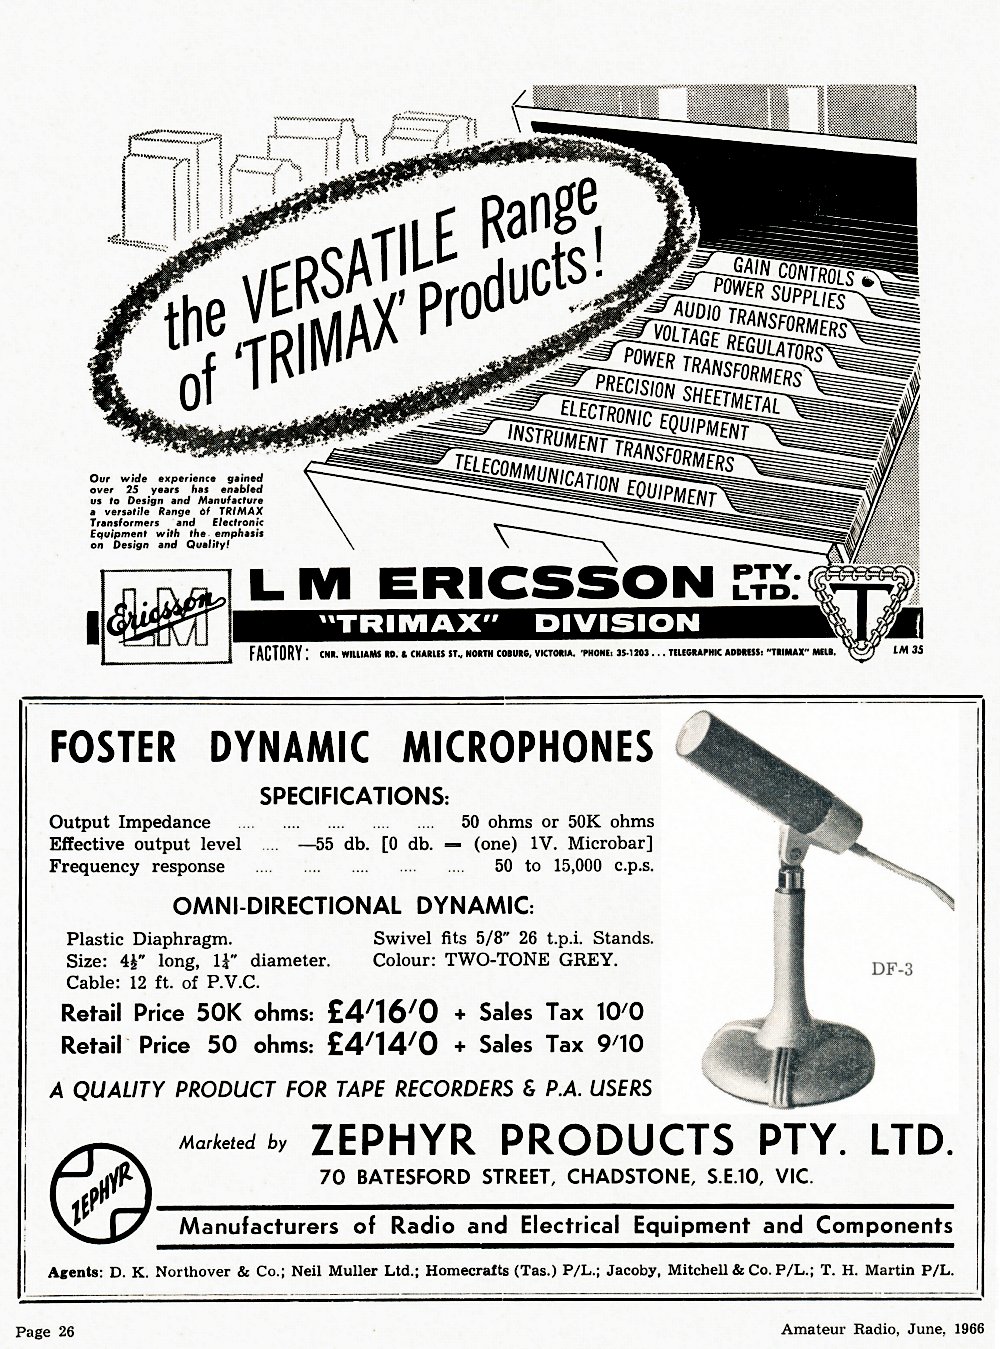 the VERSATILE Range
of 'TRIMAX' Products!
GAIN CONTROLS
POWER SUPPLIES
AUDIO TRANSFORMERS
VOLTAGE REGULATORS
POWER TRANSFORMERS
PRECISION SHEETMETAL
ELECTRONIC EQUIPMENT
INSTRUMENT TRANSFORMERS
TELECOMMUNICATION EQUIPMENT
Our wide experience gained
over 25 years has enabled
us to Design and Manufacture
a versatile Range of TRIMAX
Transformers and Electronic
Equipment with the emphasis
on Design and Quality!
LM
Ericsson
L M ERICSSON PTY. LTD.
"TRIMAX" DIVISION
T
FACTORY: CNR. WILLIAMS RD. & CHARLES ST., NORTH COBURG, VICTORIA. 'PHONE: 35-1203 . . . TELEGRAPHIC ADDRESS: "TRIMAX" MELB.
LM 35
FOSTER DYNAMIC MICROPHONES
SPECIFICATIONS:
Output Impedance .... .... .... .... .... 50 ohms or 50K ohms
Effective output level .... —55 db. [0 db. = (one) 1V. Microbar]
Frequency response .... .... .... .... .... 50 to 15,000 c.p.s.
OMNI-DIRECTIONAL DYNAMIC:
Plastic Diaphragm.
Size: 4½″ long, 1¼″ diameter.
Cable: 12 ft. of P.V.C.
Swivel fits 5/8″ 26 t.p.i. Stands.
Colour: TWO-TONE GREY.
DF-3
Retail Price 50K ohms: £4/16/0 + Sales Tax 10/0
Retail Price 50 ohms: £4/14/0 + Sales Tax 9/10
A QUALITY PRODUCT FOR TAPE RECORDERS & P.A. USERS
Marketed by ZEPHYR PRODUCTS PTY. LTD.
70 BATESFORD STREET, CHADSTONE, S.E.10, VIC.
ZEPHYR
Manufacturers of Radio and Electrical Equipment and Components
Agents: D. K. Northover & Co.; Neil Muller Ltd.; Homecrafts (Tas.) P/L.; Jacoby, Mitchell & Co. P/L.; T. H. Martin P/L.
Page 26
Amateur Radio, June, 1966